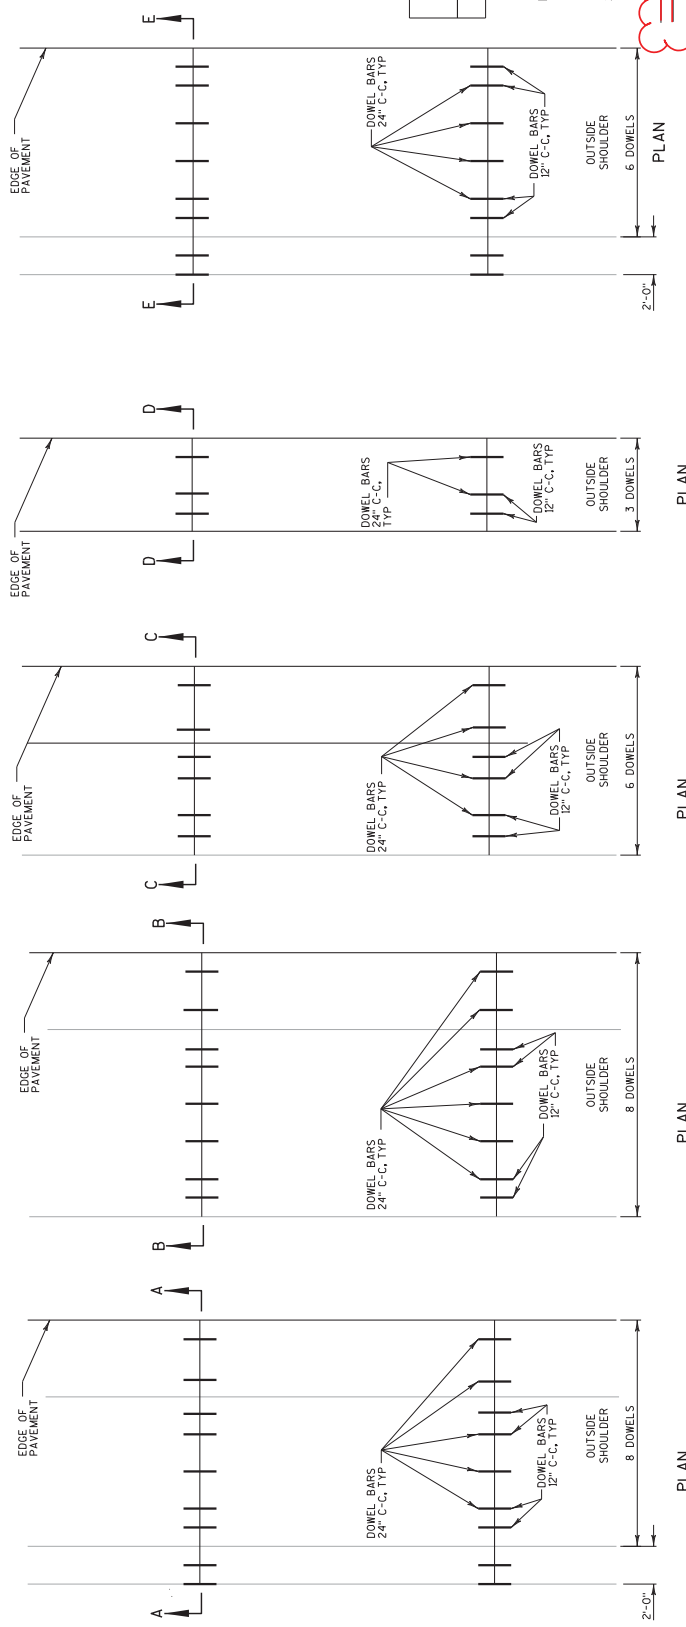 A
A
EDGE OF
PAVEMENT
DOWEL BARS
24" C-C, TYP
DOWEL BARS
12" C-C, TYP
OUTSIDE
SHOULDER
2'-0"
8 DOWELS
PLAN
B
B
EDGE OF
PAVEMENT
DOWEL BARS
24" C-C, TYP
DOWEL BARS
12" C-C, TYP
OUTSIDE
SHOULDER
8 DOWELS
PLAN
C
C
EDGE OF
PAVEMENT
DOWEL BARS
24" C-C, TYP
DOWEL BARS
12" C-C, TYP
OUTSIDE
SHOULDER
6 DOWELS
PLAN
D
D
EDGE OF
PAVEMENT
DOWEL BARS
24" C-C,
TYP
DOWEL BARS
12" C-C, TYP
OUTSIDE
SHOULDER
3 DOWELS
PLAN
E
E
EDGE OF
PAVEMENT
DOWEL BARS
24" C-C, TYP
DOWEL BARS
12" C-C, TYP
OUTSIDE
SHOULDER
2'-0"
6 DOWELS
PLAN